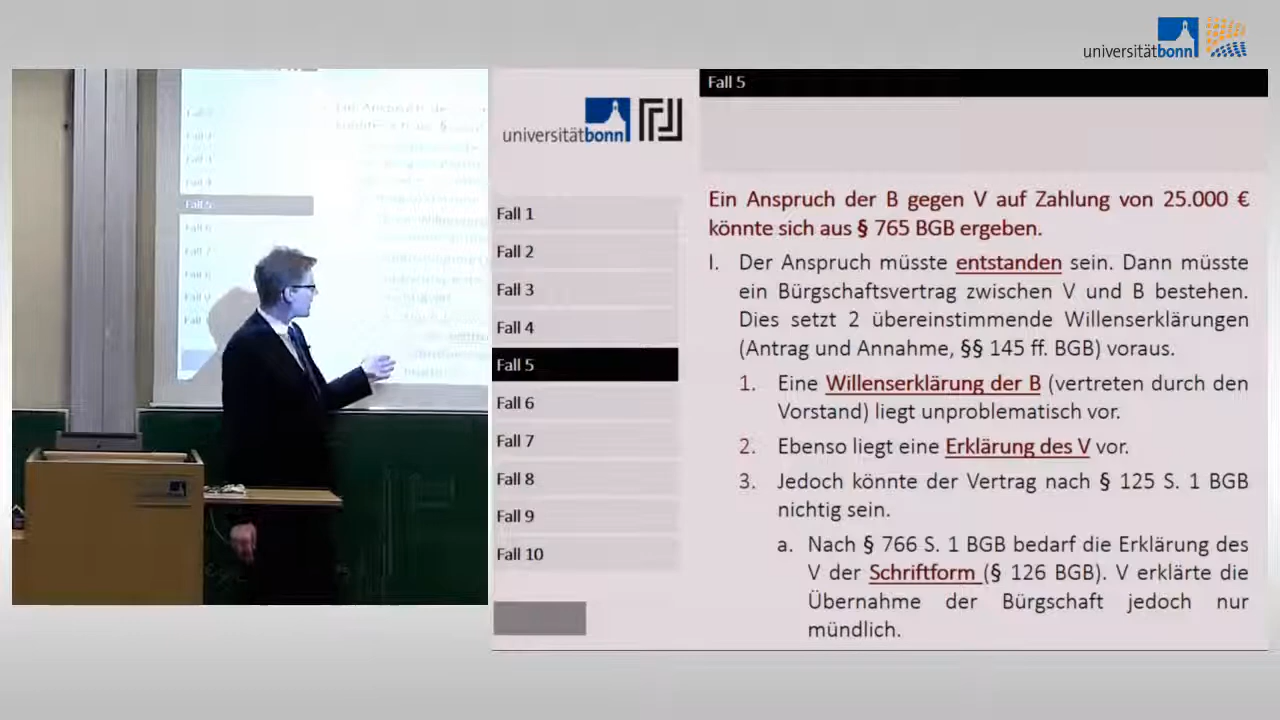 universitätbonn
Fall 5
universitätbonn
Fall 1
Fall 2
Fall 3
Fall 4
Fall 5
Fall 6
Fall 7
Fall 8
Fall 9
Fall 10
Ein Anspruch der B gegen V auf Zahlung von 25.000 €
könnte sich aus § 765 BGB ergeben.
I. Der Anspruch müsste entstanden sein. Dann müsste
ein Bürgschaftsvertrag zwischen V und B bestehen.
Dies setzt 2 übereinstimmende Willenserklärungen
(Antrag und Annahme, §§ 145 ff. BGB) voraus.
1. Eine Willenserklärung der B (vertreten durch den
Vorstand) liegt unproblematisch vor.
2. Ebenso liegt eine Erklärung des V vor.
3. Jedoch könnte der Vertrag nach § 125 S. 1 BGB
nichtig sein.
a. Nach § 766 S. 1 BGB bedarf die Erklärung des
V der Schriftform (§ 126 BGB). V erklärte die
Übernahme der Bürgschaft jedoch nur
mündlich.